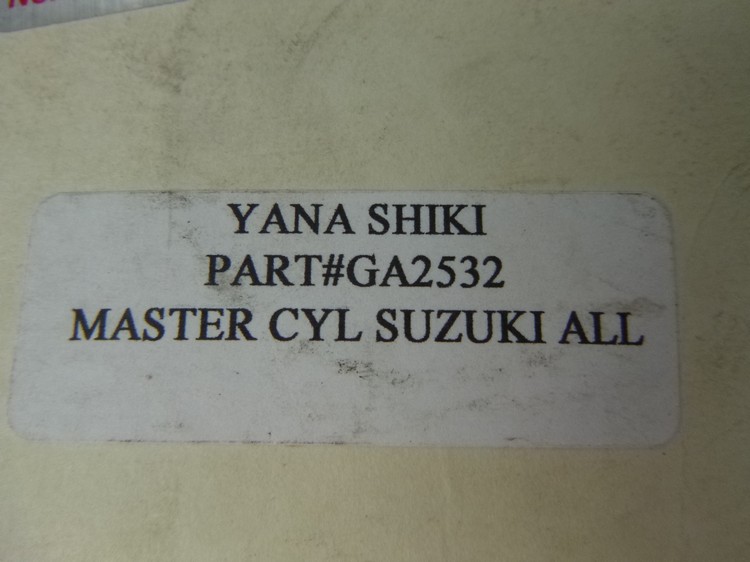 YANA SHIKI
PART#GA2532
MASTER CYL SUZUKI ALL